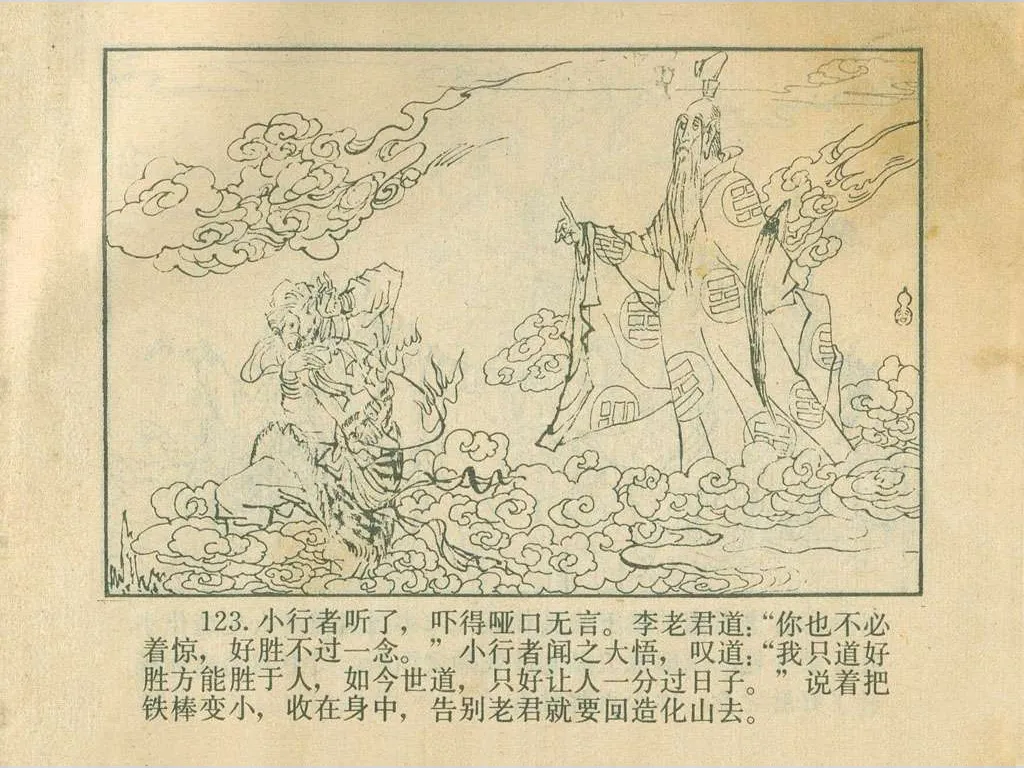 123. 小行者听了，吓得哑口无言。李老君道：“你也不必
着惊，好胜不过一念。”小行者闻之大悟，叹道：“我只道好
胜方能胜于人，如今世道，只好让人一分过日子。”说着把
铁棒变小，收在身中，告别老君就要回造化山去。